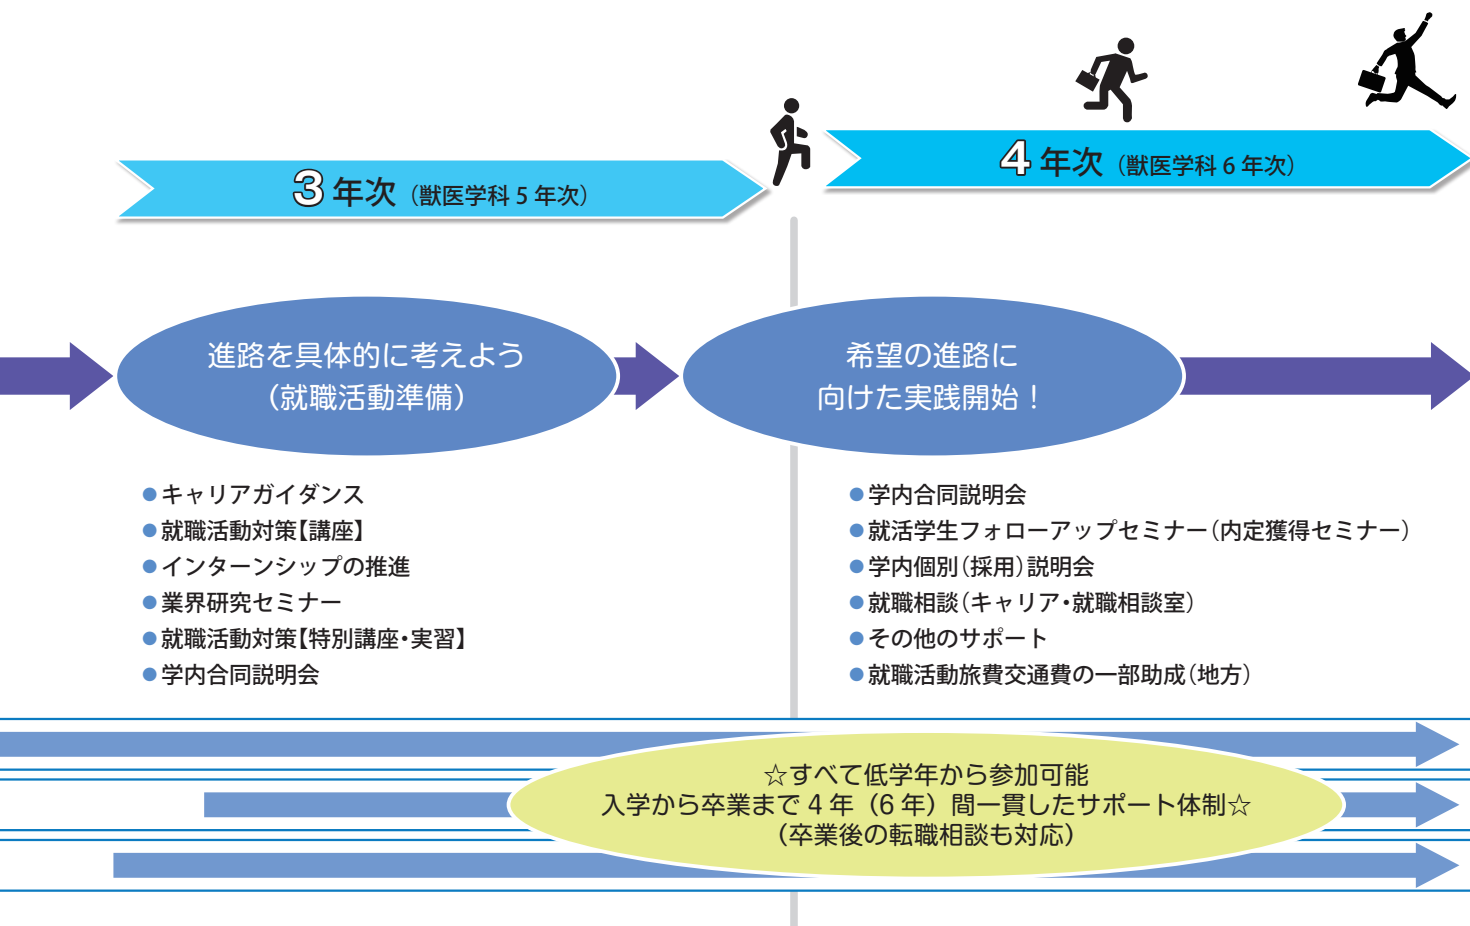 3 年次（獣医学科 5 年次）
4 年次（獣医学科 6 年次）
進路を具体的に考えよう
（就職活動準備）
希望の進路に
向けた実践開始！
●キャリアガイダンス
●就職活動対策【講座】
●インターンシップの推進
●業界研究セミナー
●就職活動対策【特別講座・実習】
●学内合同説明会
●学内合同説明会
●就活学生フォローアップセミナー（内定獲得セミナー）
●学内個別（採用）説明会
●就職相談（キャリア・就職相談室）
●その他のサポート
●就職活動旅費交通費の一部助成（地方）
☆すべて低学年から参加可能
入学から卒業まで 4 年（6 年）間一貫したサポート体制☆
（卒業後の転職相談も対応）